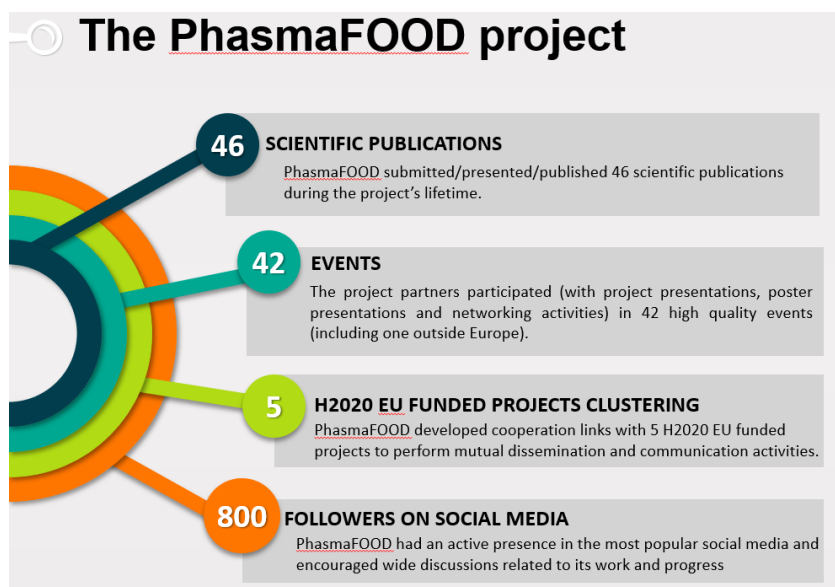 The PhasmaFOOD project
46
SCIENTIFIC PUBLICATIONS
PhasmaFOOD submitted/presented/published 46 scientific publications
during the project's lifetime.
42
EVENTS
The project partners participated (with project presentations, poster
presentations and networking activities) in 42 high quality events
(including one outside Europe).
5
H2020 EU FUNDED PROJECTS CLUSTERING
PhasmaFOOD developed cooperation links with 5 H2020 EU funded
projects to perform mutual dissemination and communication activities.
800
FOLLOWERS ON SOCIAL MEDIA
PhasmaFOOD had an active presence in the most popular social media and
encouraged wide discussions related to its work and progress